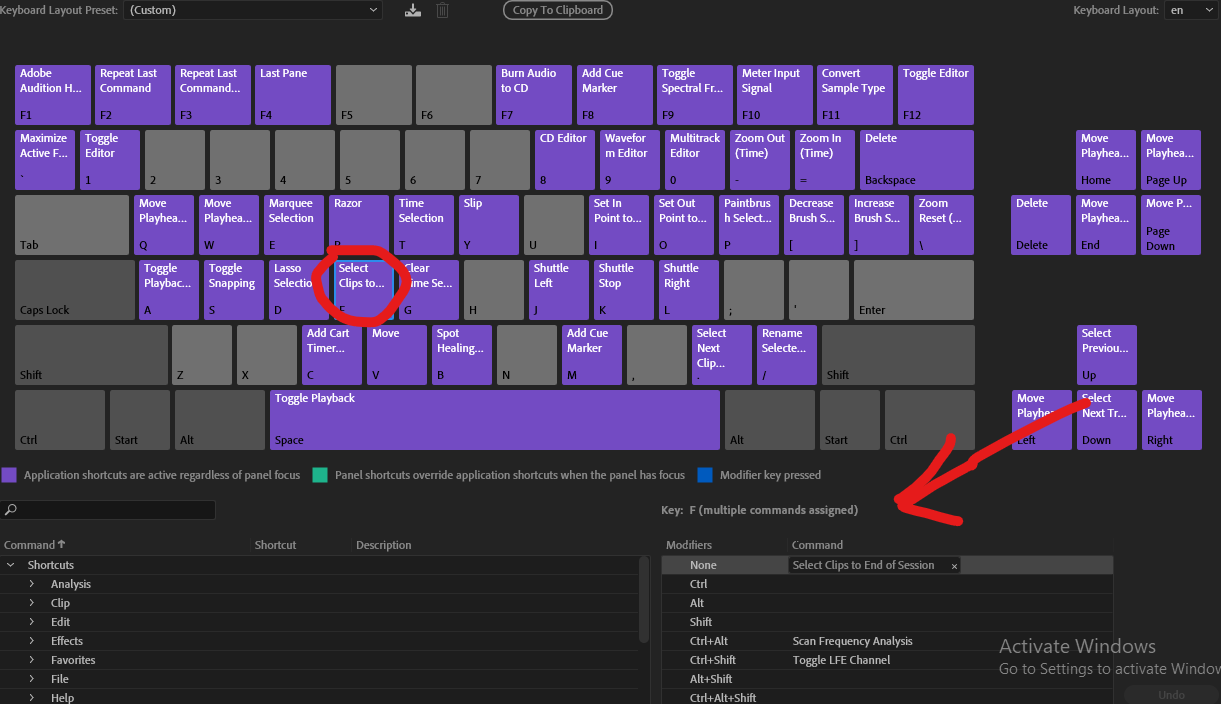 Keyboard Layout Preset: (Custom) Copy To Clipboard Keyboard Layout: en
Adobe Audition H... F1
Repeat Last Command F2
Repeat Last Command... F3
Last Pane F4
F5
F6
Burn Audio to CD F7
Add Cue Marker F8
Toggle Spectral Fr... F9
Meter Input Signal F10
Convert Sample Type F11
Toggle Editor F12
Maximize Active F... `
Toggle Editor 1
2
3
4
5
6
7
CD Editor 8
Waveform Editor 9
Multitrack Editor 0
Zoom Out (Time) -
Zoom In (Time) =
Delete Backspace
Move Playhea... Home
Move Playhea... Page Up
Tab
Move Playhea... Q
Move Playhea... W
Marquee Selection E
Razor R
Time Selection T
Slip Y
U
Set In Point to... I
Set Out Point to... O
Paintbrush Select... P
Decrease Brush S... [
Increase Brush S... ]
Zoom Reset (... \
Delete Delete
Move Playhea... End
Move P... Page Down
Caps Lock
Toggle Playbac... A
Toggle Snapping S
Lasso Selectio D
Select Clips to... F
Clear Time Se... G
H
Shuttle Left J
Shuttle Stop K
Shuttle Right L
;
'
Enter
Shift
Z
X
Add Cart Timer... C
Move V
Spot Healing... B
N
Add Cue Marker M
,
Select Next Clip... .
Rename Selecte... /
Shift
Select Previou... Up
Ctrl
Start
Alt
Toggle Playback Space
Alt
Start
Ctrl
Move Playhea... Left
Select Next Tr... Down
Move Playhea... Right
Application shortcuts are active regardless of panel focus Panel shortcuts override application shortcuts when the panel has focus Modifier key pressed
Key: F (multiple commands assigned)
Command Shortcut Description
Shortcuts
Analysis
Clip
Edit
Effects
Favorites
File
Help
Modifiers Command
None Select Clips to End of Session ×
Ctrl
Alt
Shift
Ctrl+Alt Scan Frequency Analysis
Ctrl+Shift Toggle LFE Channel
Alt+Shift
Ctrl+Alt+Shift
Activate Windows
Go to Settings to activate Window
Undo